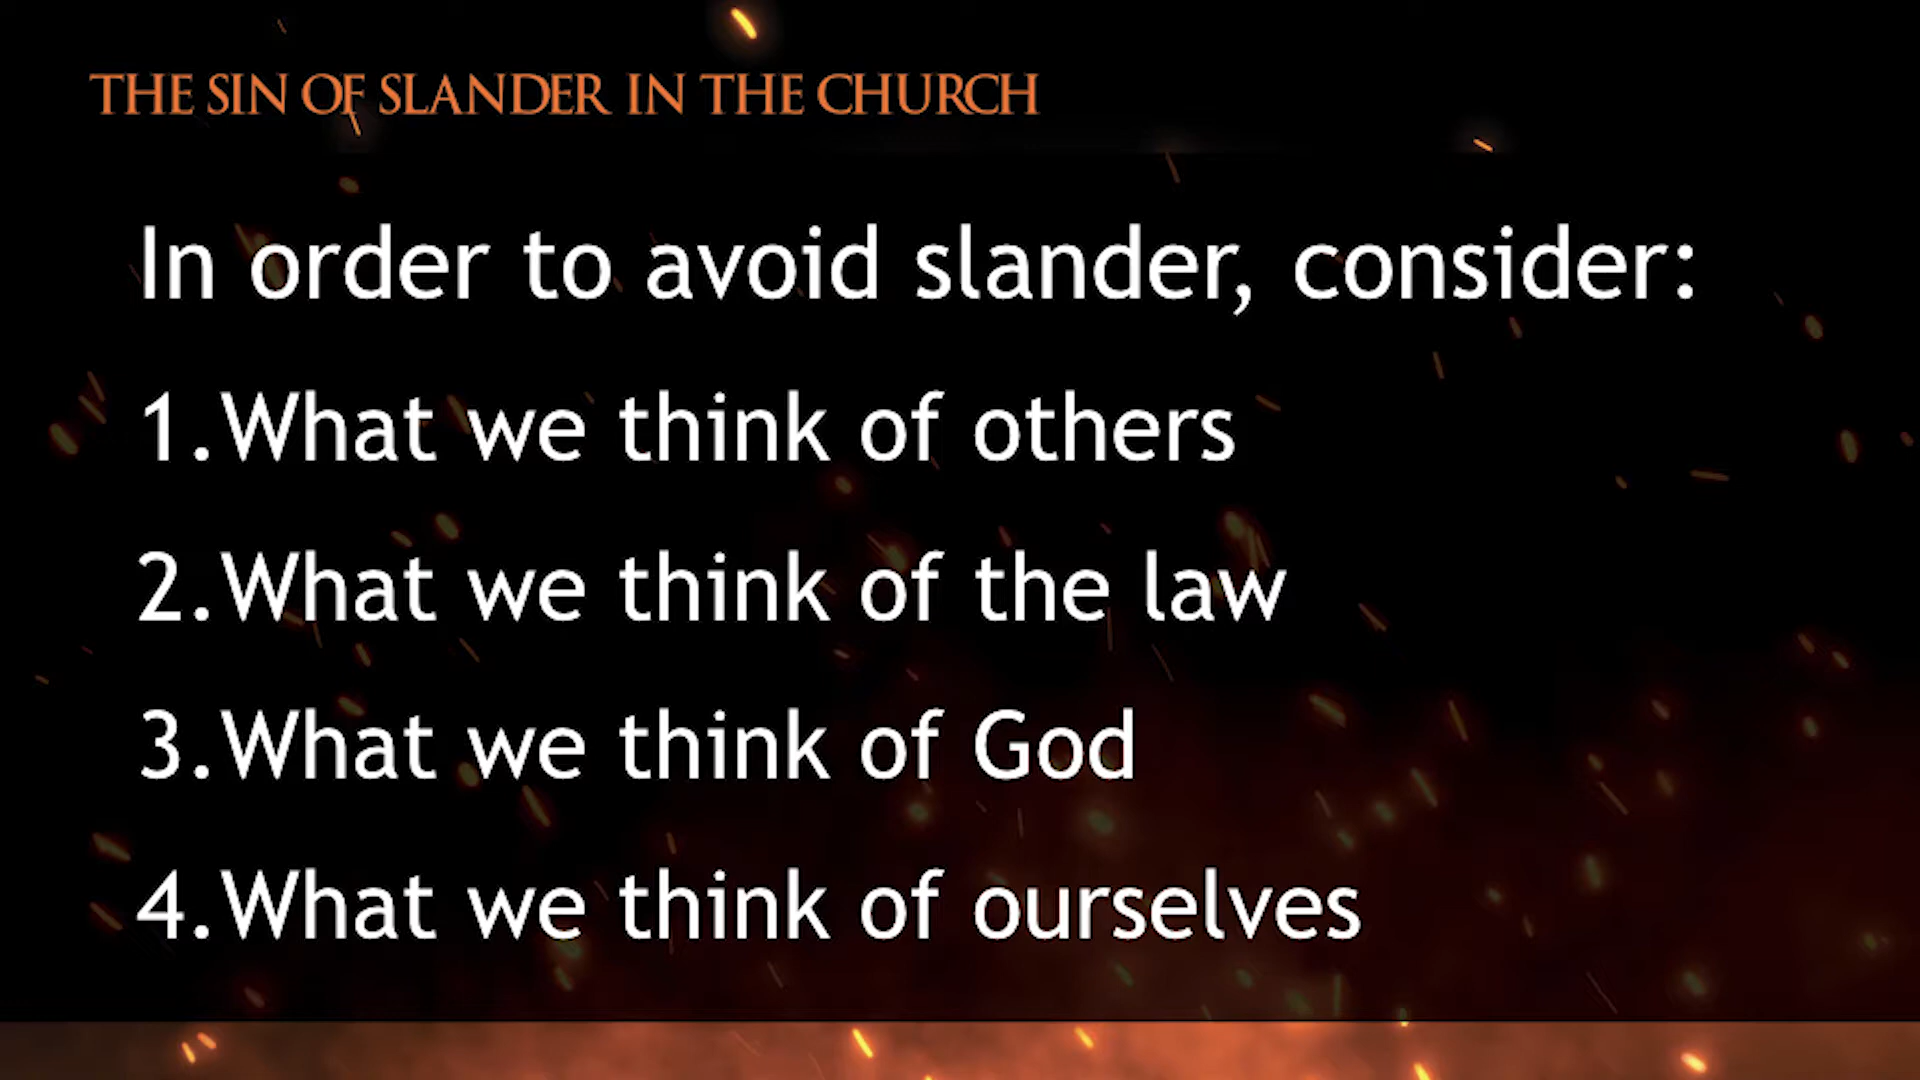 THE SIN OF SLANDER IN THE CHURCH
In order to avoid slander, consider:
1.What we think of others
2.What we think of the law
3.What we think of God
4.What we think of ourselves